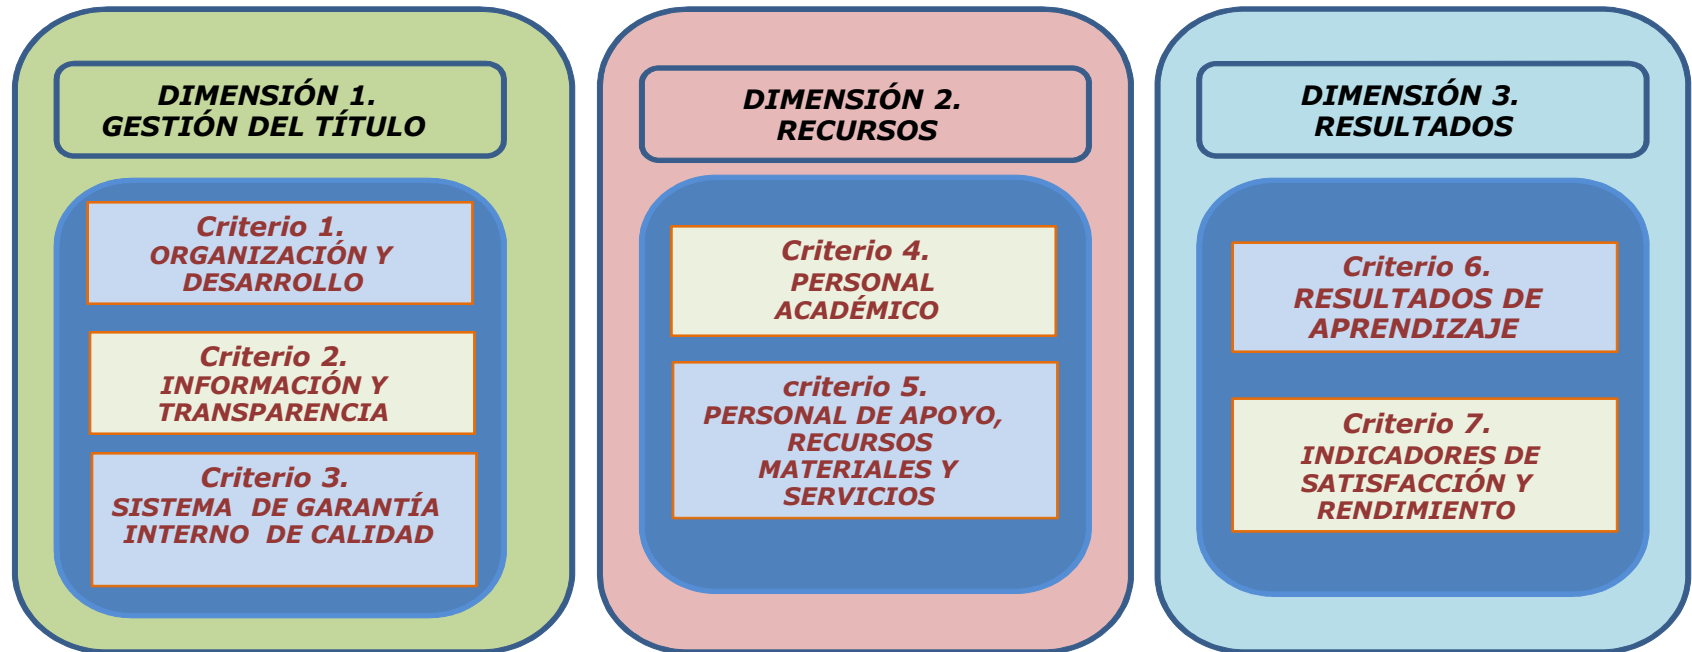 DIMENSIÓN 1.
GESTIÓN DEL TÍTULO
Criterio 1.
ORGANIZACIÓN Y
DESARROLLO
Criterio 2.
INFORMACIÓN Y
TRANSPARENCIA
Criterio 3.
SISTEMA DE GARANTÍA
INTERNO DE CALIDAD
DIMENSIÓN 2.
RECURSOS
Criterio 4.
PERSONAL
ACADÉMICO
criterio 5.
PERSONAL DE APOYO,
RECURSOS
MATERIALES Y
SERVICIOS
DIMENSIÓN 3.
RESULTADOS
Criterio 6.
RESULTADOS DE
APRENDIZAJE
Criterio 7.
INDICADORES DE
SATISFACCIÓN Y
RENDIMIENTO